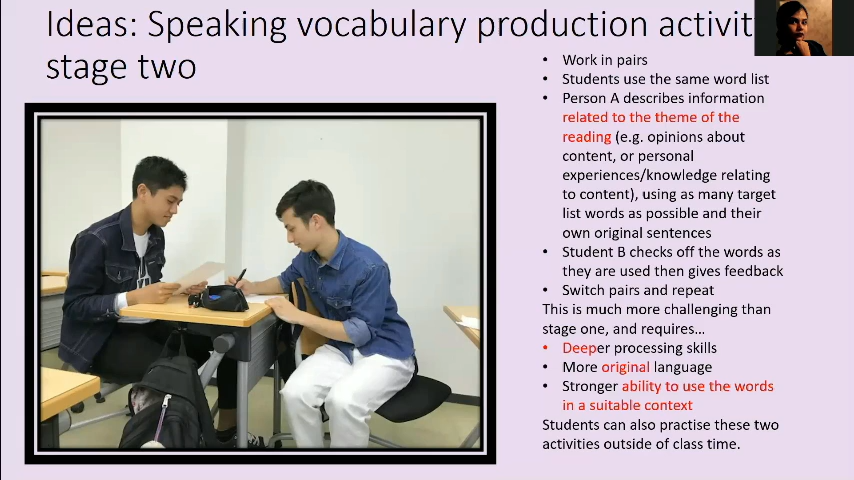 Ideas: Speaking vocabulary production activit
stage two
• Work in pairs
• Students use the same word list
• Person A describes information
related to the theme of the
reading (e.g. opinions about
content, or personal
experiences/knowledge relating
to content), using as many target
list words as possible and their
own original sentences
• Student B checks off the words as
they are used then gives feedback
• Switch pairs and repeat
This is much more challenging than
stage one, and requires…
• Deeper processing skills
• More original language
• Stronger ability to use the words
in a suitable context
Students can also practise these two
activities outside of class time.